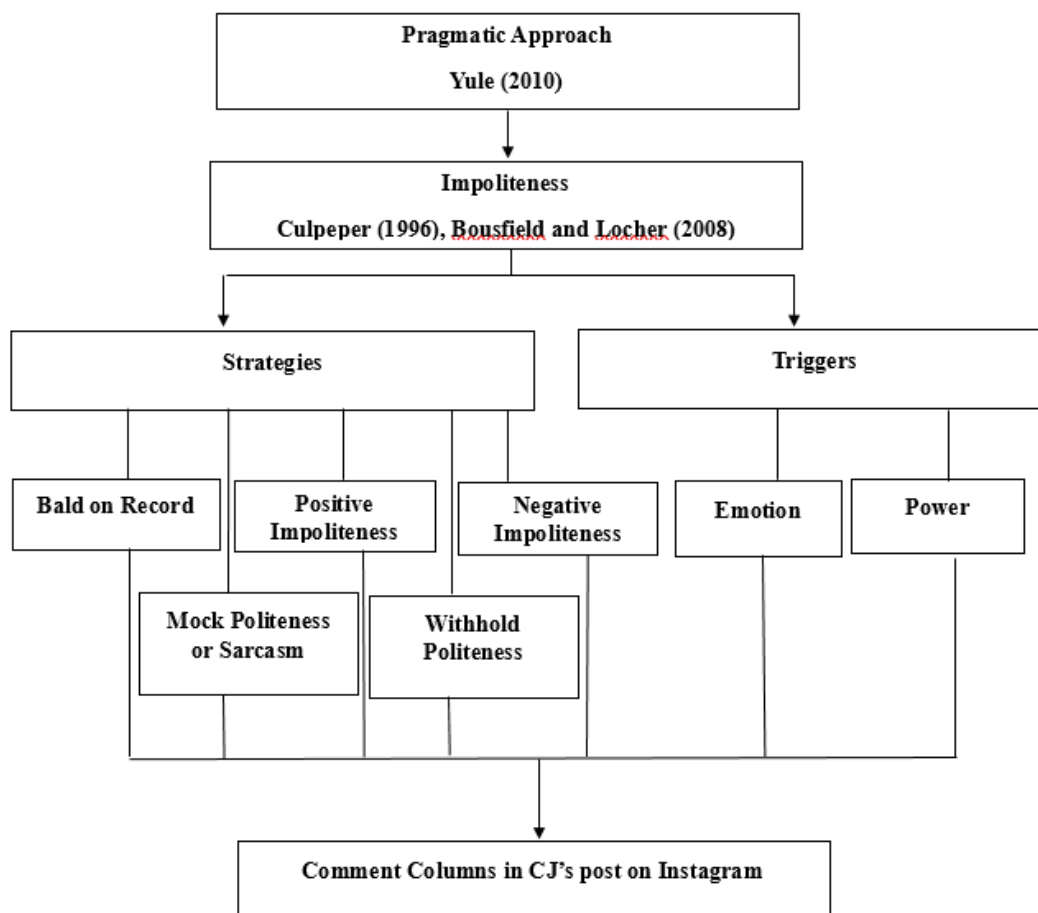 Pragmatic Approach
Yule (2010)
Impoliteness
Culpeper (1996), Bousfield and Locher (2008)
Strategies
Triggers
Bald on Record
Positive
Impoliteness
Negative
Impoliteness
Emotion
Power
Mock Politeness
or Sarcasm
Withhold
Politeness
Comment Columns in CJ's post on Instagram